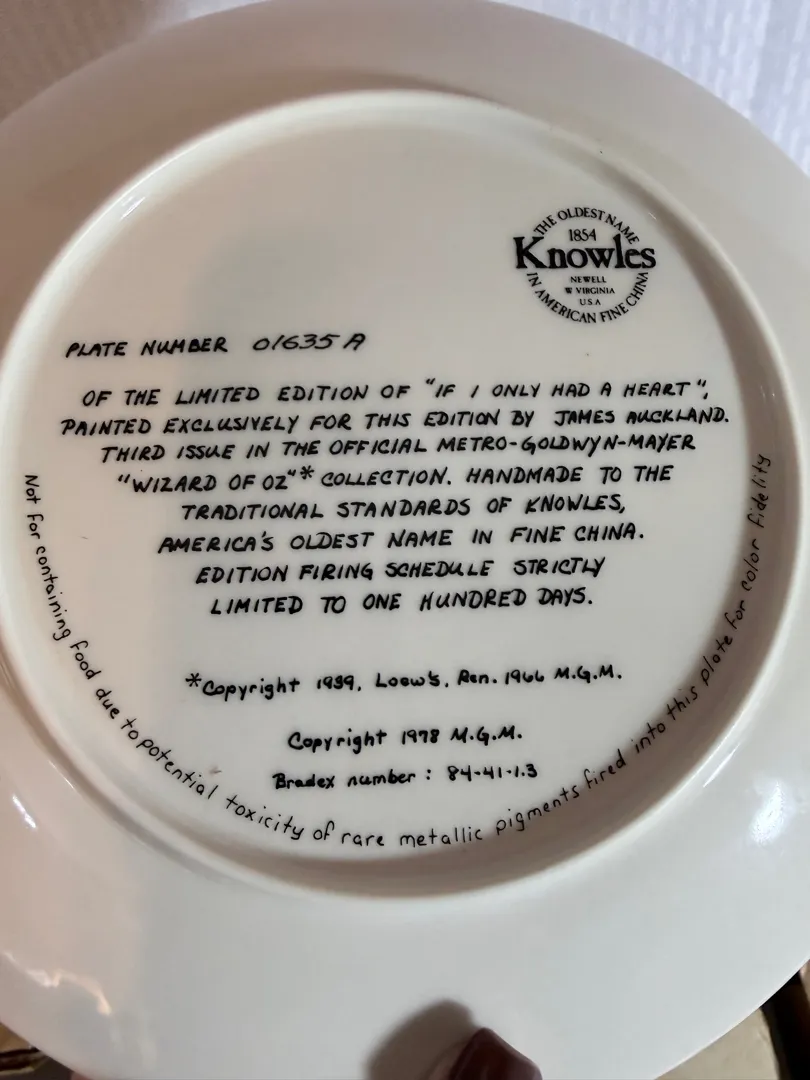 THE OLDEST NAME
1854
Knowles
NEWELL
W VIRGINIA
U.S.A
IN AMERICAN FINE CHINA
PLATE NUMBER 01635A
OF THE LIMITED EDITION OF "IF I ONLY HAD A HEART",
PAINTED EXCLUSIVELY FOR THIS EDITION BY JAMES AUCKLAND.
THIRD ISSUE IN THE OFFICIAL METRO-GOLDWYN-MAYER
"WIZARD OF OZ"* COLLECTION. HANDMADE TO THE
TRADITIONAL STANDARDS OF KNOWLES,
AMERICA'S OLDEST NAME IN FINE CHINA.
EDITION FIRING SCHEDULE STRICTLY
LIMITED TO ONE HUNDRED DAYS.
*Copyright 1939, Loew's, Ren. 1966 M.G.M.
Copyright 1978 M.G.M.
Bradex number: 84-41-1.3
Not for containing food due to potential toxicity of rare metallic pigments fired into this plate for color fidelity